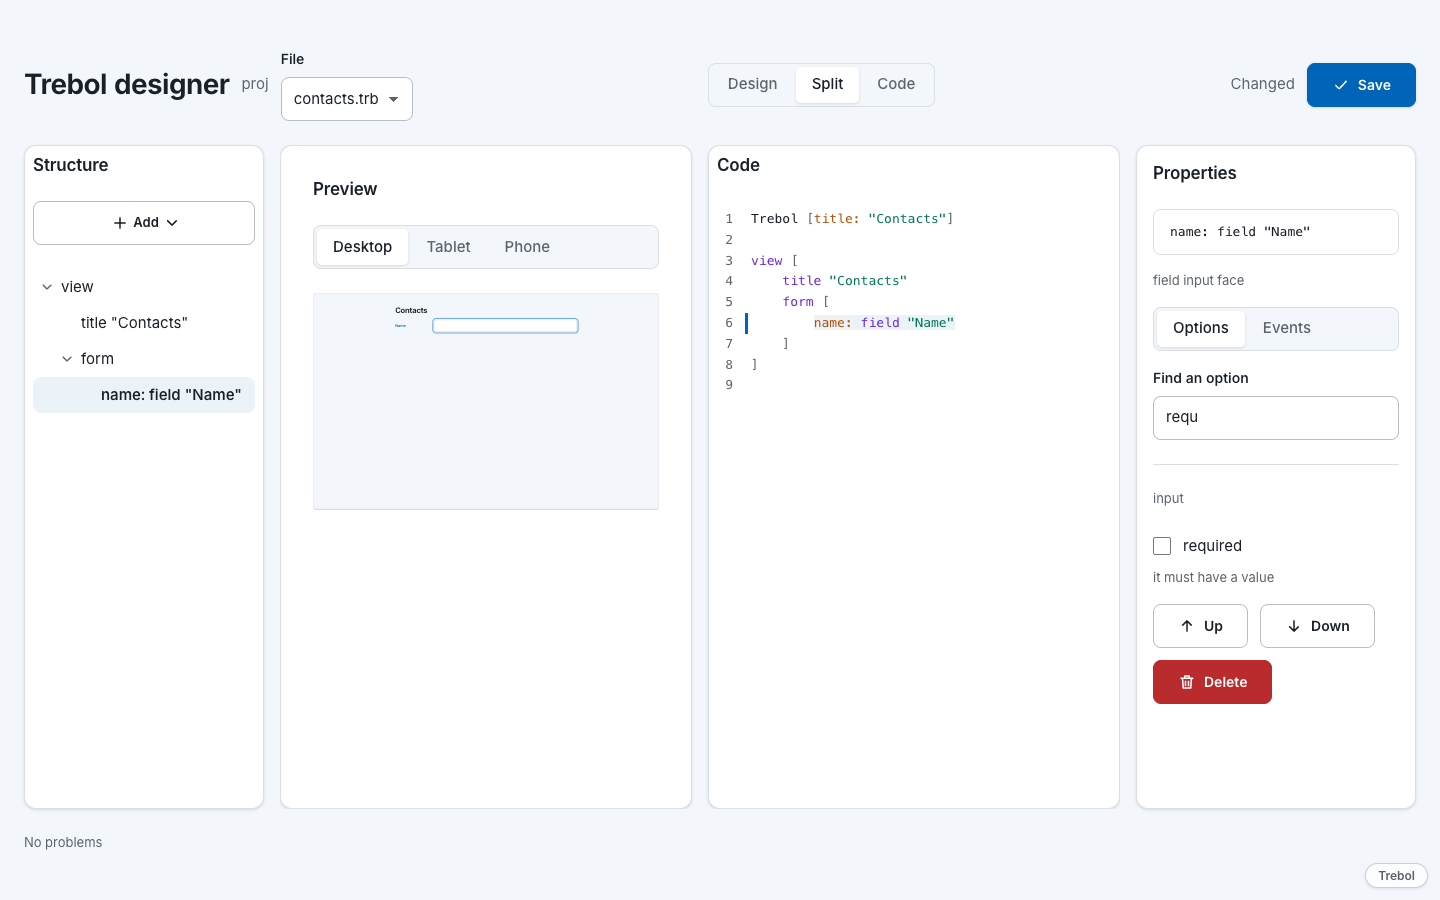 Trebol designer
proj
File
contacts.trb
Design
Split
Code
Changed
Save
Structure
Add
view
title "Contacts"
form
name: field "Name"
Preview
Desktop
Tablet
Phone
Contacts
Name
Code
1 Trebol [title: "Contacts"]
2
3 view [
4 title "Contacts"
5 form [
6 name: field "Name"
7 ]
8 ]
9
Properties
name: field "Name"
field input face
Options
Events
Find an option
requ
input
required
it must have a value
Up
Down
Delete
No problems
Trebol